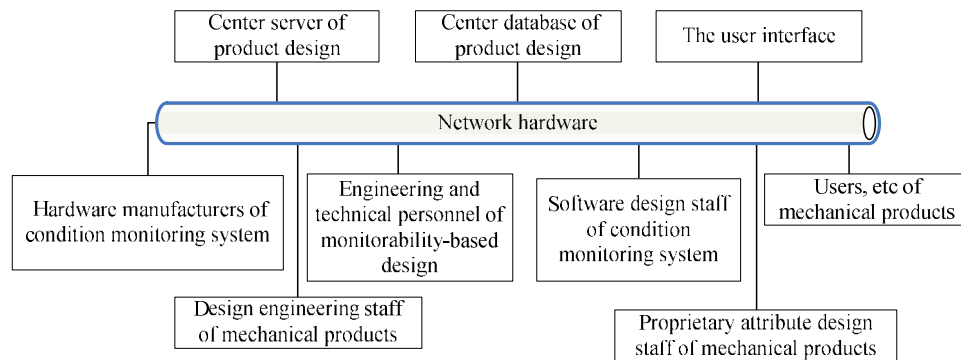 Center server of
product design
Center database of
product design
The user interface
Network hardware
Hardware manufacturers of
condition monitoring system
Engineering and
technical personnel of
monitorability-based
design
Software design staff
of condition
monitoring system
Users, etc of
mechanical products
Design engineering staff
of mechanical products
Proprietary attribute design
staff of mechanical products